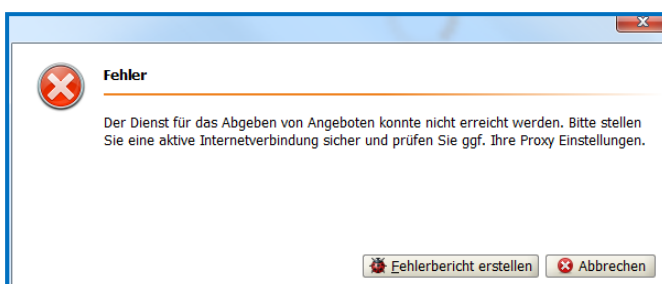 Fehler
Der Dienst für das Abgeben von Angeboten konnte nicht erreicht werden. Bitte stellen
Sie eine aktive Internetverbindung sicher und prüfen Sie ggf. Ihre Proxy Einstellungen.
Fehlerbericht erstellen Abbrechen